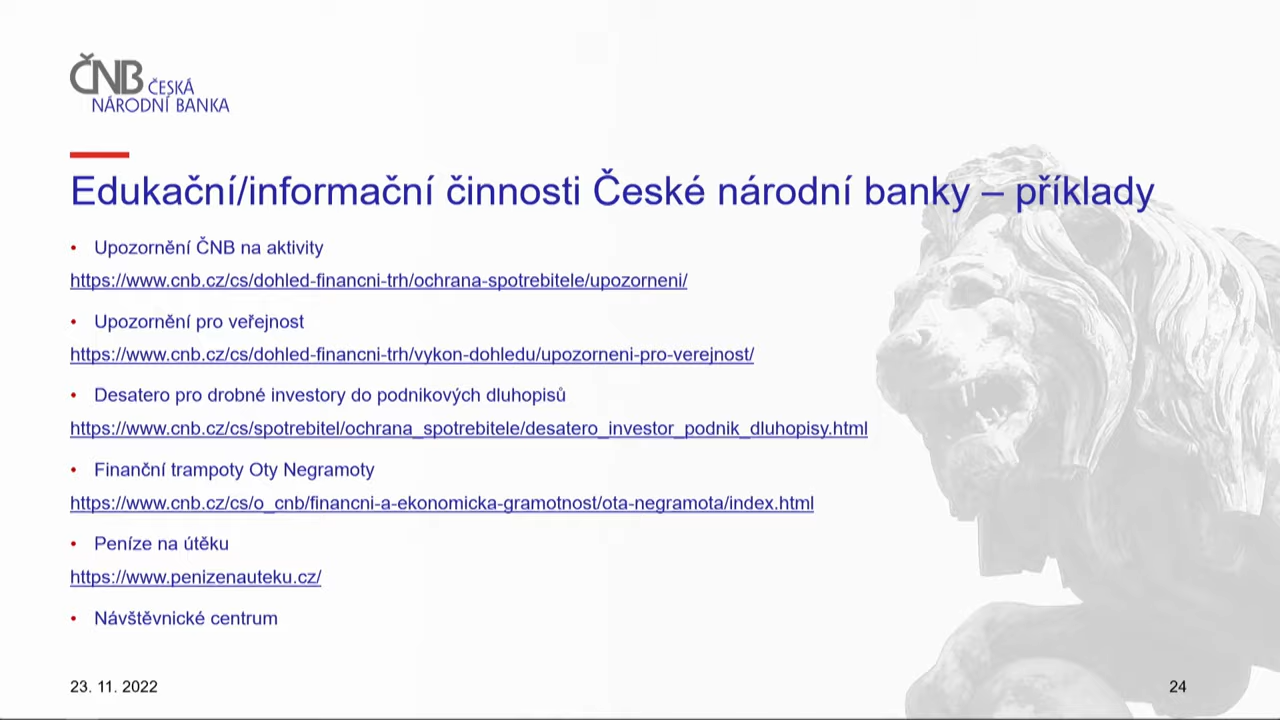 ČNB ČESKÁ
NÁRODNÍ BANKA
Edukační/informační činnosti České národní banky – příklady
• Upozornění ČNB na aktivity
https://www.cnb.cz/cs/dohled-financni-trh/ochrana-spotrebitele/upozorneni/
• Upozornění pro veřejnost
https://www.cnb.cz/cs/dohled-financni-trh/vykon-dohledu/upozorneni-pro-verejnost/
• Desatero pro drobné investory do podnikových dluhopisů
https://www.cnb.cz/cs/spotrebitel/ochrana_spotrebitele/desatero_investor_podnik_dluhopisy.html
• Finanční trampoty Oty Negramoty
https://www.cnb.cz/cs/o_cnb/financni-a-ekonomicka-gramotnost/ota-negramota/index.html
• Peníze na útěku
https://www.penizenauteku.cz/
• Návštěvnické centrum
23. 11. 2022
24